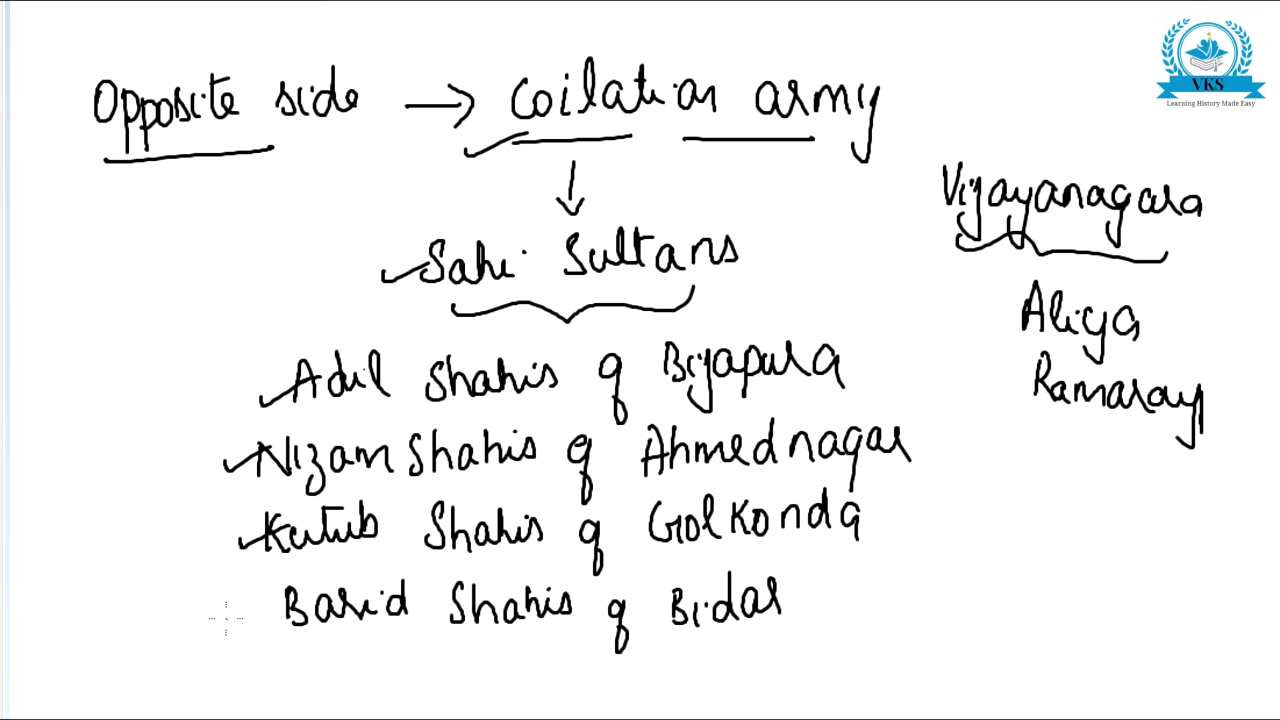 Opposite side → Coilation army
Sahi Sultans
Adil Shahis of Bijapura
Nizam Shahis of Ahmednagar
Kutub Shahis of Golkonda
Barid Shahis of Bidar
Vijayanagara
Aliya
Ramaray
VKS
Learning History Made Easy